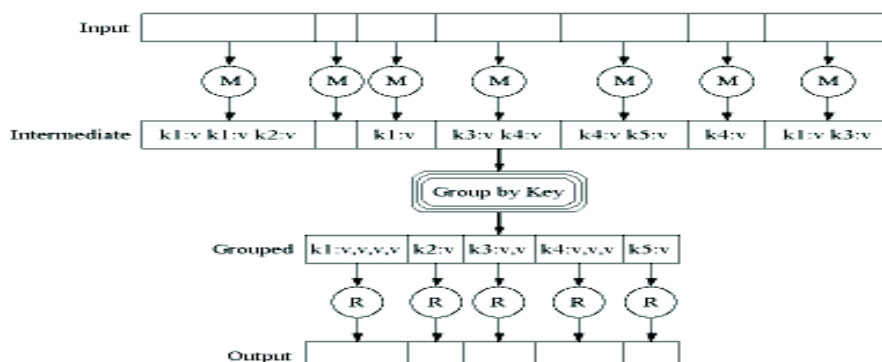 Input
M M M M M M M
Intermediate k1:v k1:v k2:v k1:v k3:v k4:v k4:v k5:v k4:v k1:v k3:v
Group by Key
Grouped k1:v,v,v,v k2:v k3:v,v k4:v,v,v k5:v
R R R R R
Output